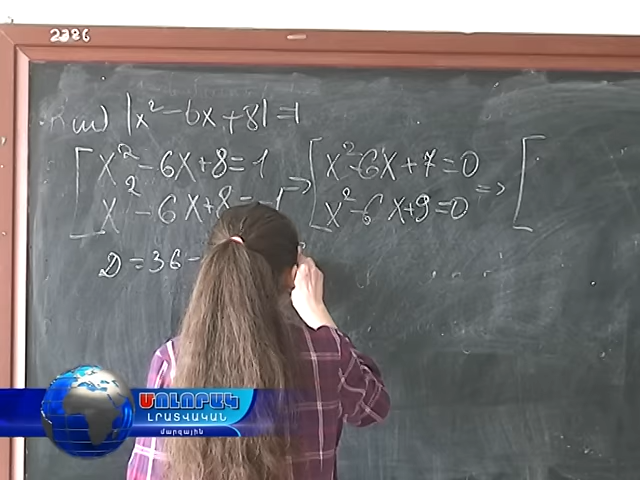 2386
ա) |x² - 6x + 8| = 1
[ x² - 6x + 8 = 1 => [ x² - 6x + 7 = 0 => [
x² - 6x + 8 = -1 x² - 6x + 9 = 0
D = 36 -
ՄՈԼՈՐԱԿ
ԼՐԱՏՎԱԿԱՆ
մարզային